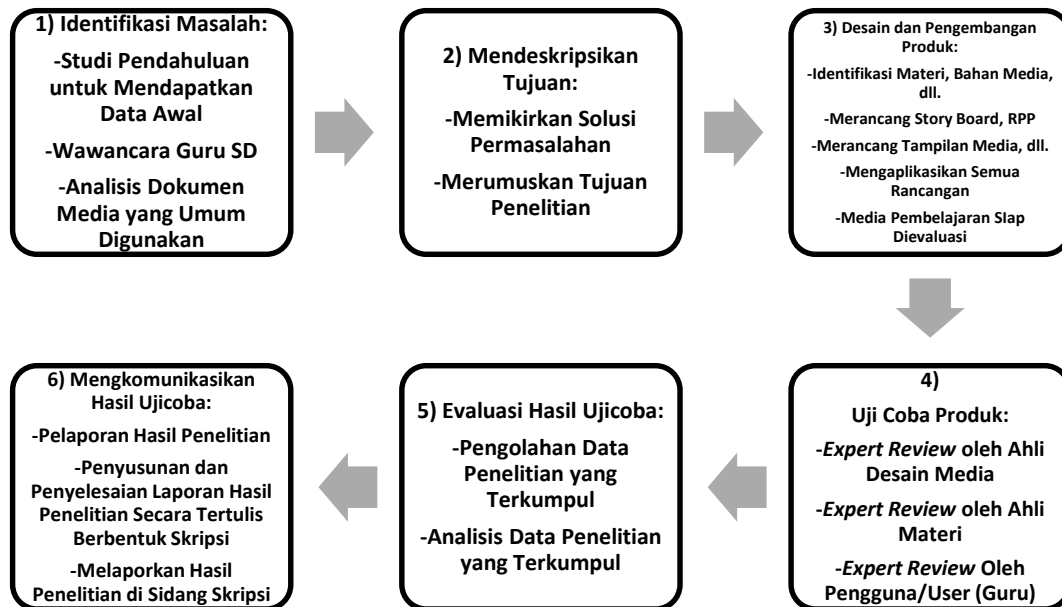 1) Identifikasi Masalah:
-Studi Pendahuluan
untuk Mendapatkan
Data Awal
-Wawancara Guru SD
-Analisis Dokumen
Media yang Umum
Digunakan
2) Mendeskripsikan
Tujuan:
-Memikirkan Solusi
Permasalahan
-Merumuskan Tujuan
Penelitian
3) Desain dan Pengembangan
Produk:
-Identifikasi Materi, Bahan Media,
dll.
-Merancang Story Board, RPP
-Merancang Tampilan Media, dll.
-Mengaplikasikan Semua
Rancangan
-Media Pembelajaran SIap
Dievaluasi
4)
Uji Coba Produk:
-Expert Review oleh Ahli
Desain Media
-Expert Review oleh Ahli
Materi
-Expert Review Oleh
Pengguna/User (Guru)
5) Evaluasi Hasil Ujicoba:
-Pengolahan Data
Penelitian yang
Terkumpul
-Analisis Data Penelitian
yang Terkumpul
6) Mengkomunikasikan
Hasil Ujicoba:
-Pelaporan Hasil Penelitian
-Penyusunan dan
Penyelesaian Laporan Hasil
Penelitian Secara Tertulis
Berbentuk Skripsi
-Melaporkan Hasil
Penelitian di Sidang Skripsi